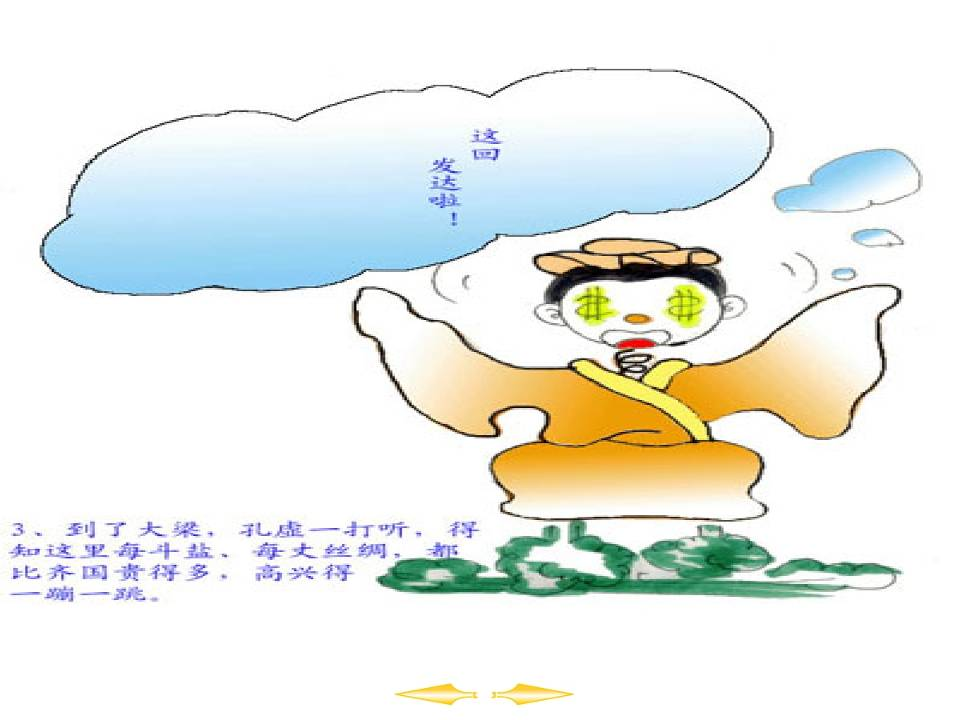 这回
发达啦！
3、到了大梁，孔虚一打听，得
知这里每斗盐、每丈丝绸，都
比齐国贵得多，高兴得
一蹦一跳。